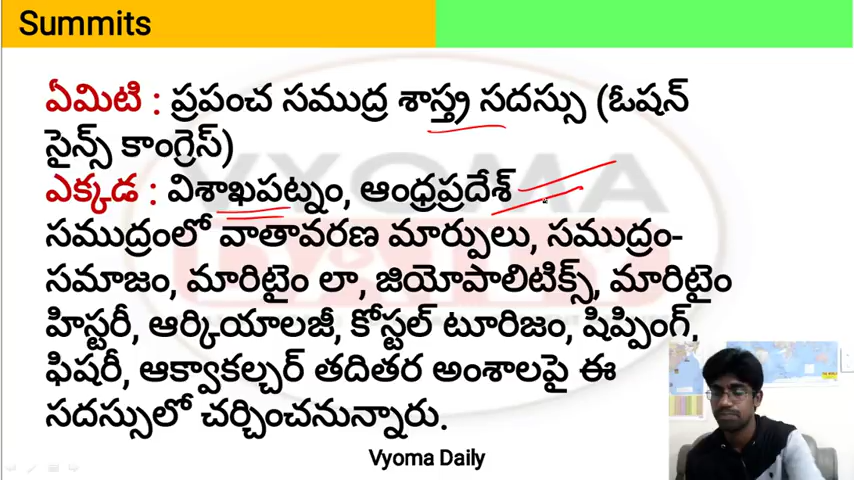 Summits
ఏమిటి : ప్రపంచ సముద్ర శాస్త్ర సదస్సు (ఓషన్
సైన్స్ కాంగ్రెస్)
ఎక్కడ : విశాఖపట్నం, ఆంధ్రప్రదేశ్
సముద్రంలో వాతావరణ మార్పులు, సముద్రం-
సమాజం, మారిటైం లా, జియోపాలిటిక్స్, మారిటైం
హిస్టరీ, ఆర్కియాలజీ, కోస్టల్ టూరిజం, షిప్పింగ్,
ఫిషరీ, ఆక్వాకల్చర్ తదితర అంశాలపై ఈ
సదస్సులో చర్చించనున్నారు.
Vyoma Daily
VYOMA